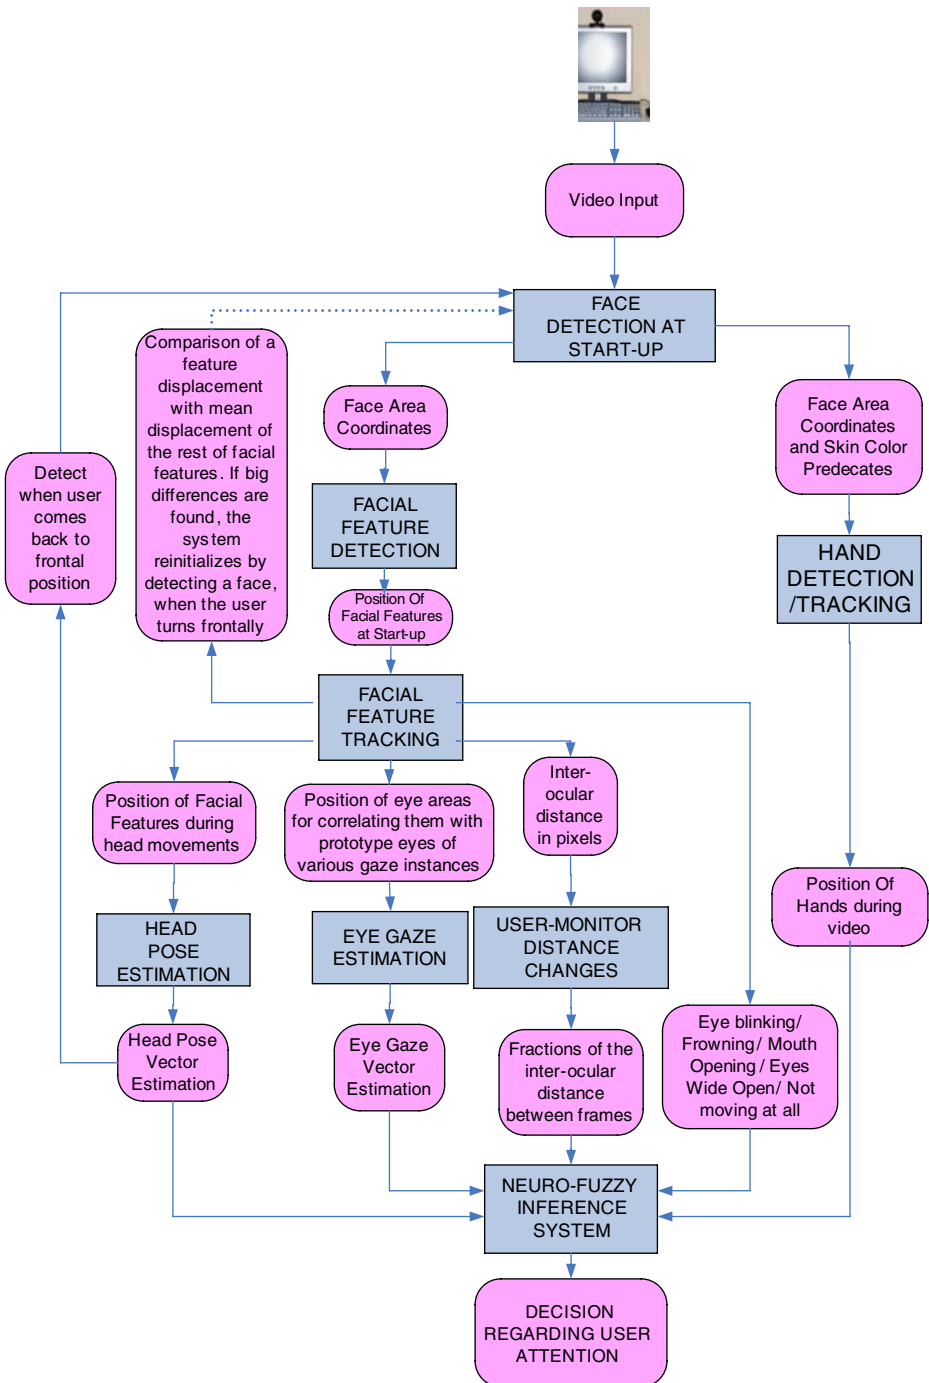 Video Input
FACE
DETECTION AT
START-UP
Comparison of a
feature
displacement
with mean
displacement of
the rest of facial
features. If big
differences are
found, the
system
reinitializes by
detecting a face,
when the user
turns frontally
Face Area
Coordinates
Face Area
Coordinates
and Skin Color
Predecates
Detect
when user
comes
back to
frontal
position
FACIAL
FEATURE
DETECTION
HAND
DETECTION
/TRACKING
Position Of
Facial Features
at Start-up
FACIAL
FEATURE
TRACKING
Position of Facial
Features during
head movements
Position of eye areas
for correlating them with
prototype eyes of
various gaze instances
Inter-
ocular
distance
in pixels
Position Of
Hands during
video
HEAD
POSE
ESTIMATION
EYE GAZE
ESTIMATION
USER-MONITOR
DISTANCE
CHANGES
Head Pose
Vector
Estimation
Eye Gaze
Vector
Estimation
Fractions of the
inter-ocular
distance
between frames
Eye blinking/
Frowning/ Mouth
Opening/ Eyes
Wide Open/ Not
moving at all
NEURO-FUZZY
INFERENCE
SYSTEM
DECISION
REGARDING USER
ATTENTION